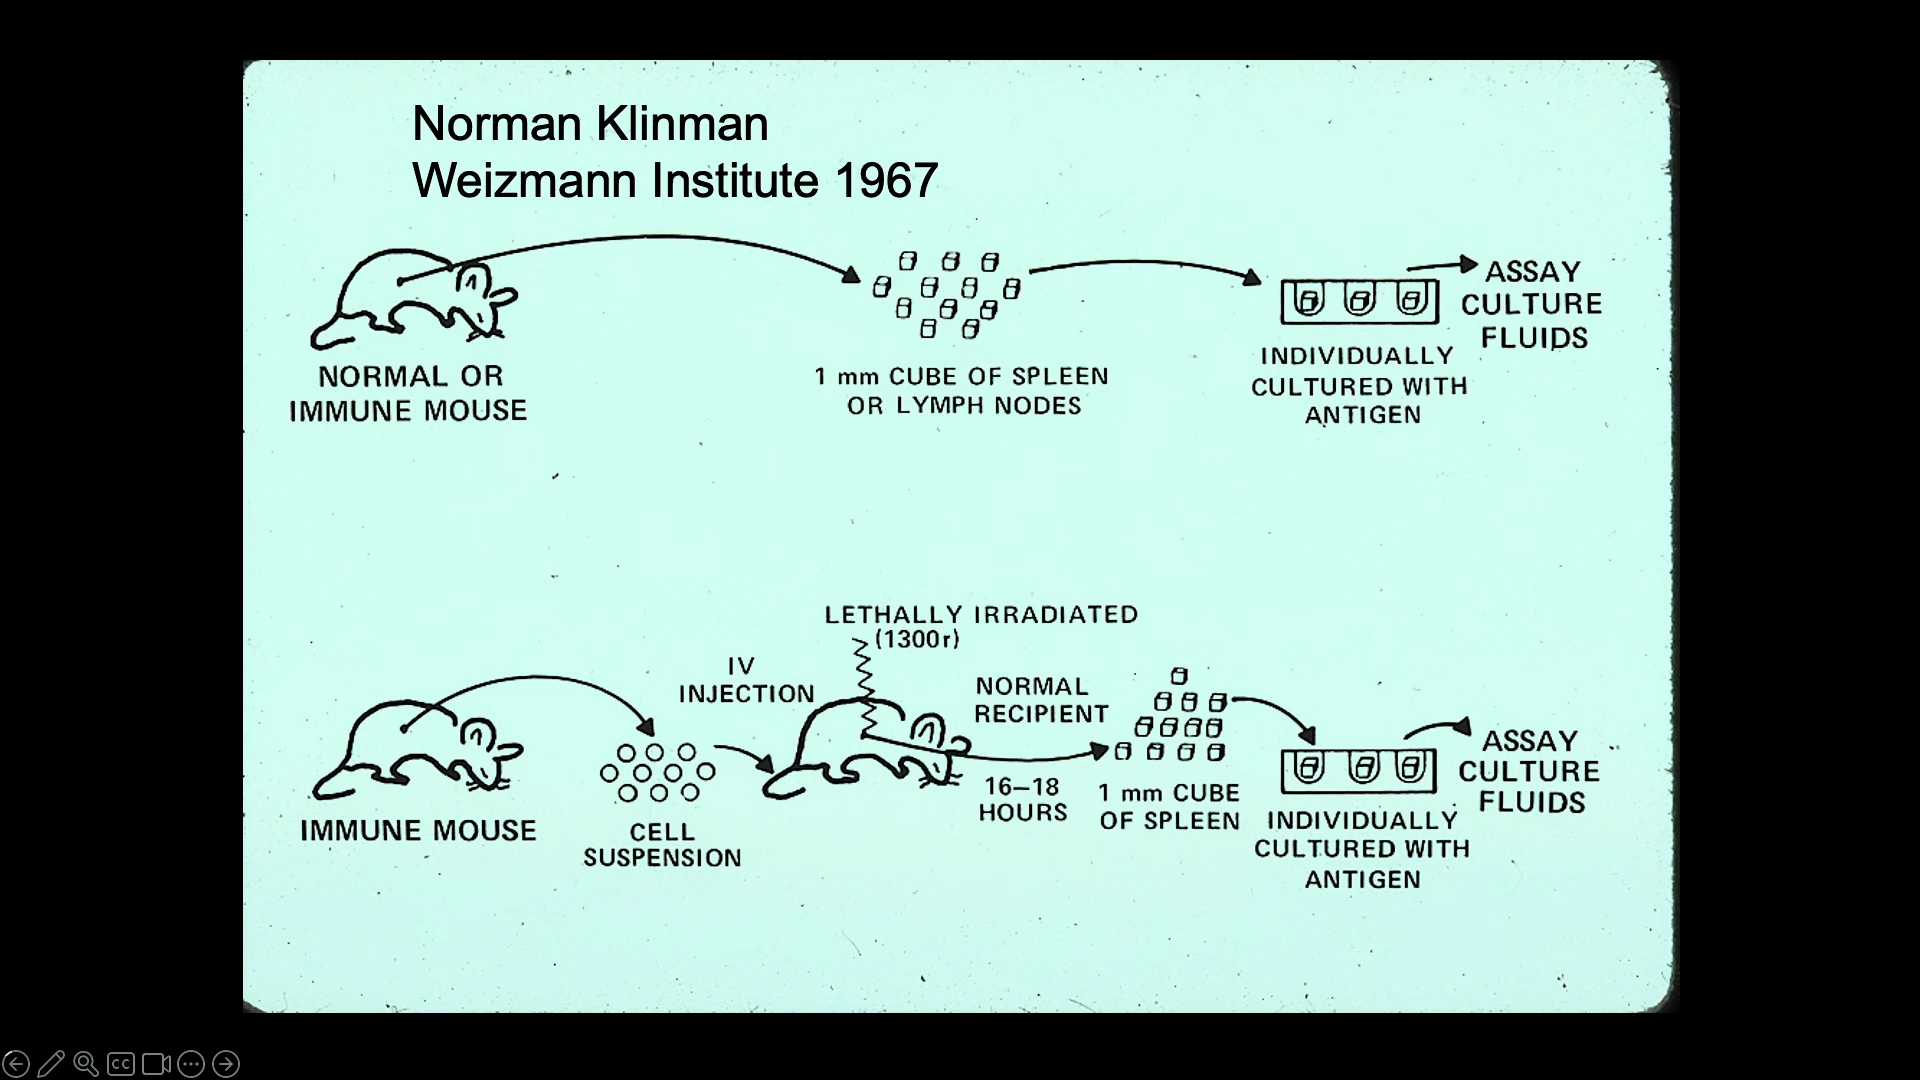 Norman Klinman
Weizmann Institute 1967
NORMAL OR
IMMUNE MOUSE
1 mm CUBE OF SPLEEN
OR LYMPH NODES
INDIVIDUALLY
CULTURED WITH
ANTIGEN
ASSAY
CULTURE
FLUIDS
LETHALLY IRRADIATED
(1300r)
IMMUNE MOUSE
CELL
SUSPENSION
IV
INJECTION
NORMAL
RECIPIENT
16–18
HOURS
1 mm CUBE
OF SPLEEN
INDIVIDUALLY
CULTURED WITH
ANTIGEN
ASSAY
CULTURE
FLUIDS
CC